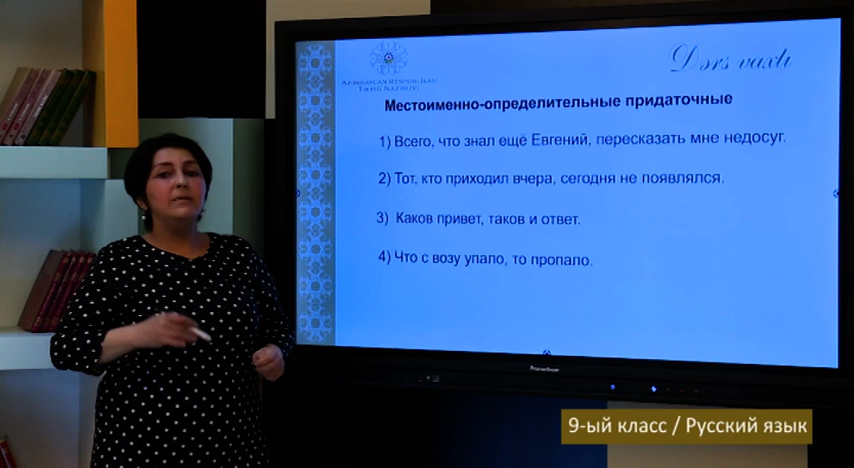 Dərs vaxtı
AZƏRBAYCAN RESPUBLİKASI
TƏHSİL NAZİRLİYİ
Местоименно-определительные придаточные
1) Всего, что знал ещё Евгений, пересказать мне недосуг.
2) Тот, кто приходил вчера, сегодня не появлялся.
3) Каков привет, таков и ответ.
4) Что с возу упало, то пропало.
Promethean
9-ый класс / Русский язык